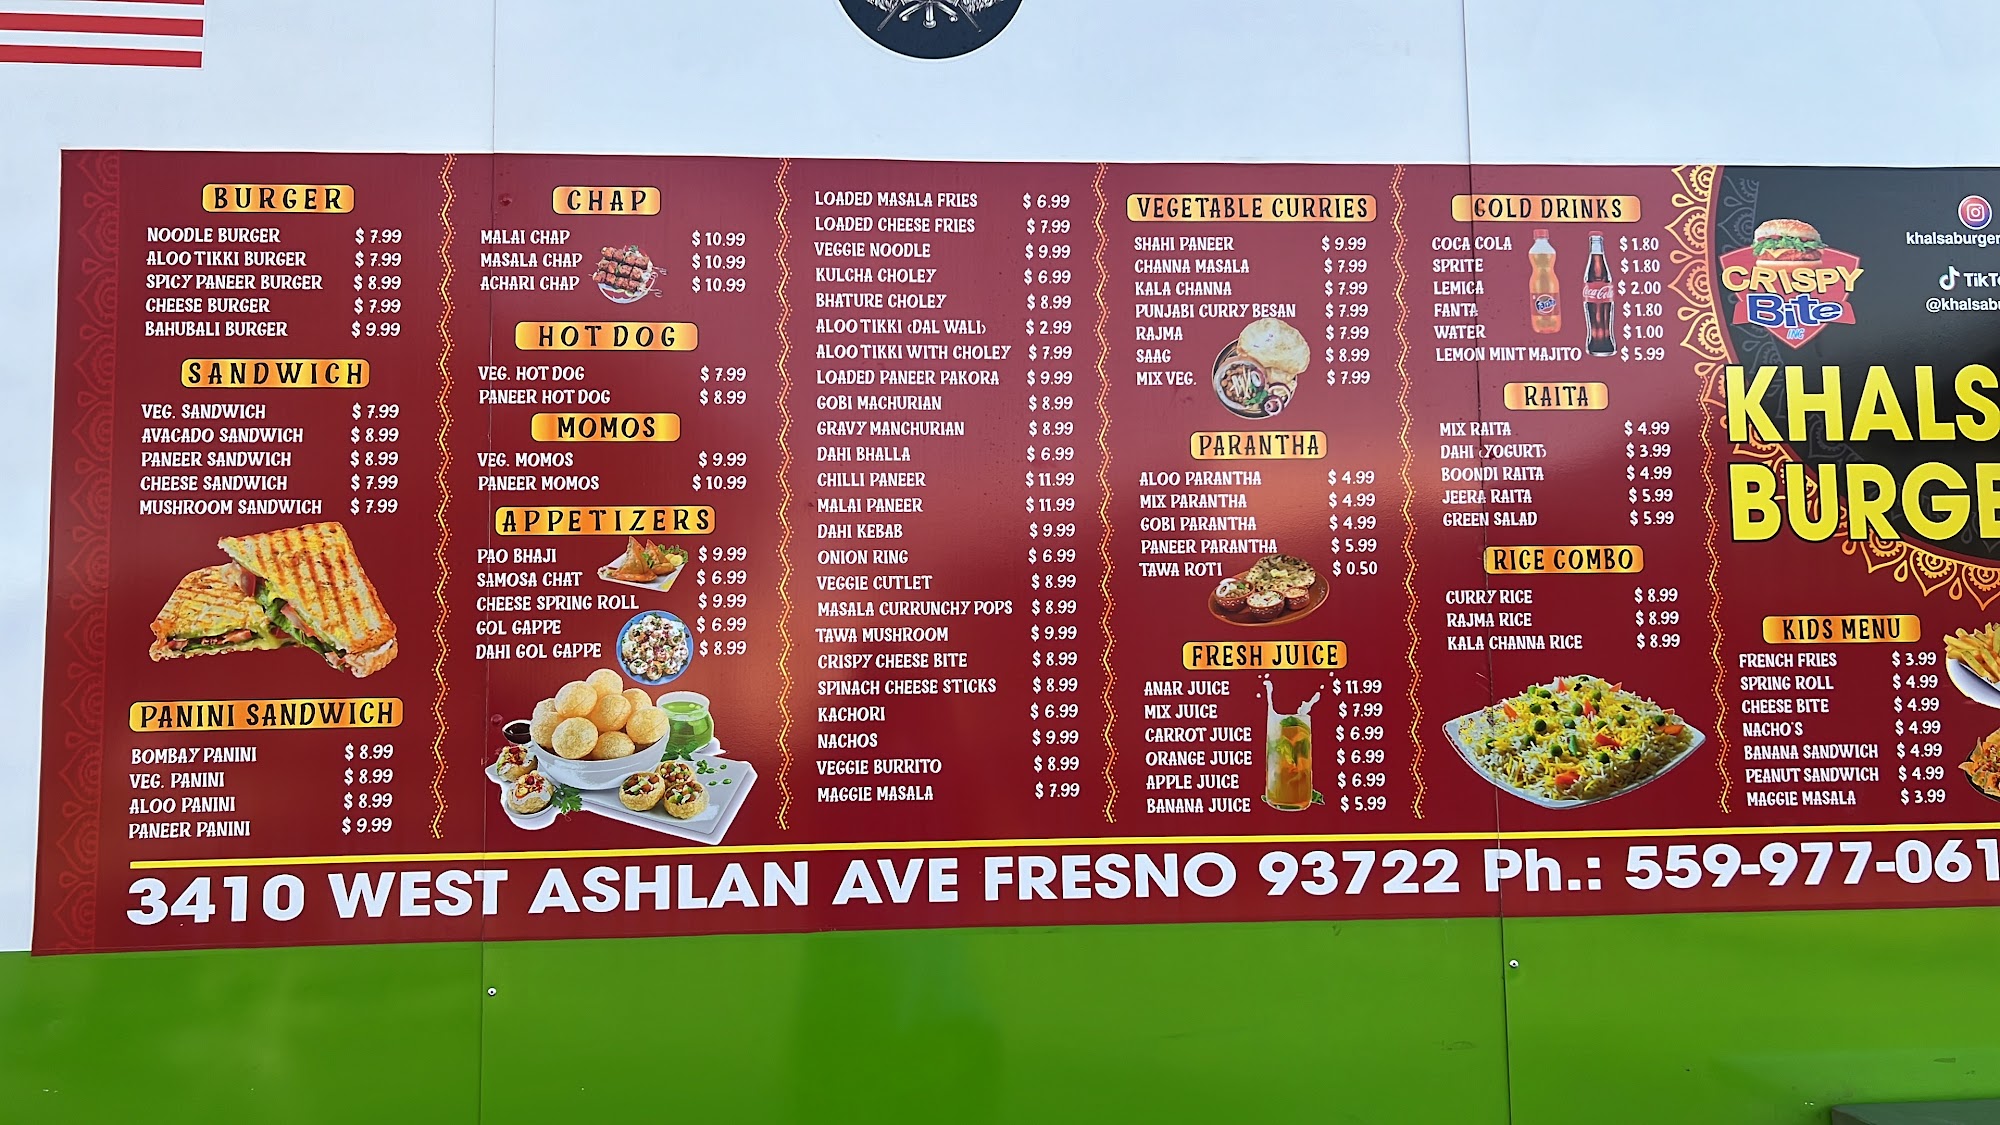 BURGER
NOODLE BURGER $ 7.99
ALOO TIKKI BURGER $ 7.99
SPICY PANEER BURGER $ 8.99
CHEESE BURGER $ 7.99
BAHUBALI BURGER $ 9.99
SANDWICH
VEG. SANDWICH $ 7.99
AVACADO SANDWICH $ 8.99
PANEER SANDWICH $ 8.99
CHEESE SANDWICH $ 7.99
MUSHROOM SANDWICH $ 7.99
PANINI SANDWICH
BOMBAY PANINI $ 8.99
VEG. PANINI $ 8.99
ALOO PANINI $ 8.99
PANEER PANINI $ 9.99
CHAP
MALAI CHAP $ 10.99
MASALA CHAP $ 10.99
ACHARI CHAP $ 10.99
HOT DOG
VEG. HOT DOG $ 7.99
PANEER HOT DOG $ 8.99
MOMOS
VEG. MOMOS $ 9.99
PANEER MOMOS $ 10.99
APPETIZERS
PAO BHAJI $ 9.99
SAMOSA CHAT $ 6.99
CHEESE SPRING ROLL $ 9.99
GOL GAPPE $ 6.99
DAHI GOL GAPPE $ 8.99
LOADED MASALA FRIES $ 6.99
LOADED CHEESE FRIES $ 7.99
VEGGIE NOODLE $ 9.99
KULCHA CHOLEY $ 6.99
BHATURE CHOLEY $ 8.99
ALOO TIKKI (DAL WALI) $ 2.99
ALOO TIKKI WITH CHOLEY $ 7.99
LOADED PANEER PAKORA $ 9.99
GOBI MACHURIAN $ 8.99
GRAVY MANCHURIAN $ 8.99
DAHI BHALLA $ 6.99
CHILLI PANEER $ 11.99
MALAI PANEER $ 11.99
DAHI KEBAB $ 9.99
ONION RING $ 6.99
VEGGIE CUTLET $ 8.99
MASALA CURRUNCHY POPS $ 8.99
TAWA MUSHROOM $ 9.99
CRISPY CHEESE BITE $ 8.99
SPINACH CHEESE STICKS $ 8.99
KACHORI $ 6.99
NACHOS $ 9.99
VEGGIE BURRITO $ 8.99
MAGGIE MASALA $ 7.99
VEGETABLE CURRIES
SHAHI PANEER $ 9.99
CHANNA MASALA $ 7.99
KALA CHANNA $ 7.99
PUNJABI CURRY BESAN $ 7.99
RAJMA $ 7.99
SAAG $ 8.99
MIX VEG. $ 7.99
PARANTHA
ALOO PARANTHA $ 4.99
MIX PARANTHA $ 4.99
GOBI PARANTHA $ 4.99
PANEER PARANTHA $ 5.99
TAWA ROTI $ 0.50
FRESH JUICE
ANAR JUICE $ 11.99
MIX JUICE $ 7.99
CARROT JUICE $ 6.99
ORANGE JUICE $ 6.99
APPLE JUICE $ 6.99
BANANA JUICE $ 5.99
COLD DRINKS
COCA COLA $ 1.80
SPRITE $ 1.80
LEMICA $ 2.00
FANTA $ 1.80
WATER $ 1.00
LEMON MINT MAJITO $ 5.99
Fanta
Coca-Cola
RAITA
MIX RAITA $ 4.99
DAHI (YOGURT) $ 3.99
BOONDI RAITA $ 4.99
JEERA RAITA $ 5.99
GREEN SALAD $ 5.99
RICE COMBO
CURRY RICE $ 8.99
RAJMA RICE $ 8.99
KALA CHANNA RICE $ 8.99
CRISPY
Bite
INC
khalsaburger
TikT
@khalsabu
KHALS
BURGE
KIDS MENU
FRENCH FRIES $ 3.99
SPRING ROLL $ 4.99
CHEESE BITE $ 4.99
NACHO`S $ 4.99
BANANA SANDWICH $ 4.99
PEANUT SANDWICH $ 4.99
MAGGIE MASALA $ 3.99
3410 WEST ASHLAN AVE FRESNO 93722 Ph.: 559-977-061